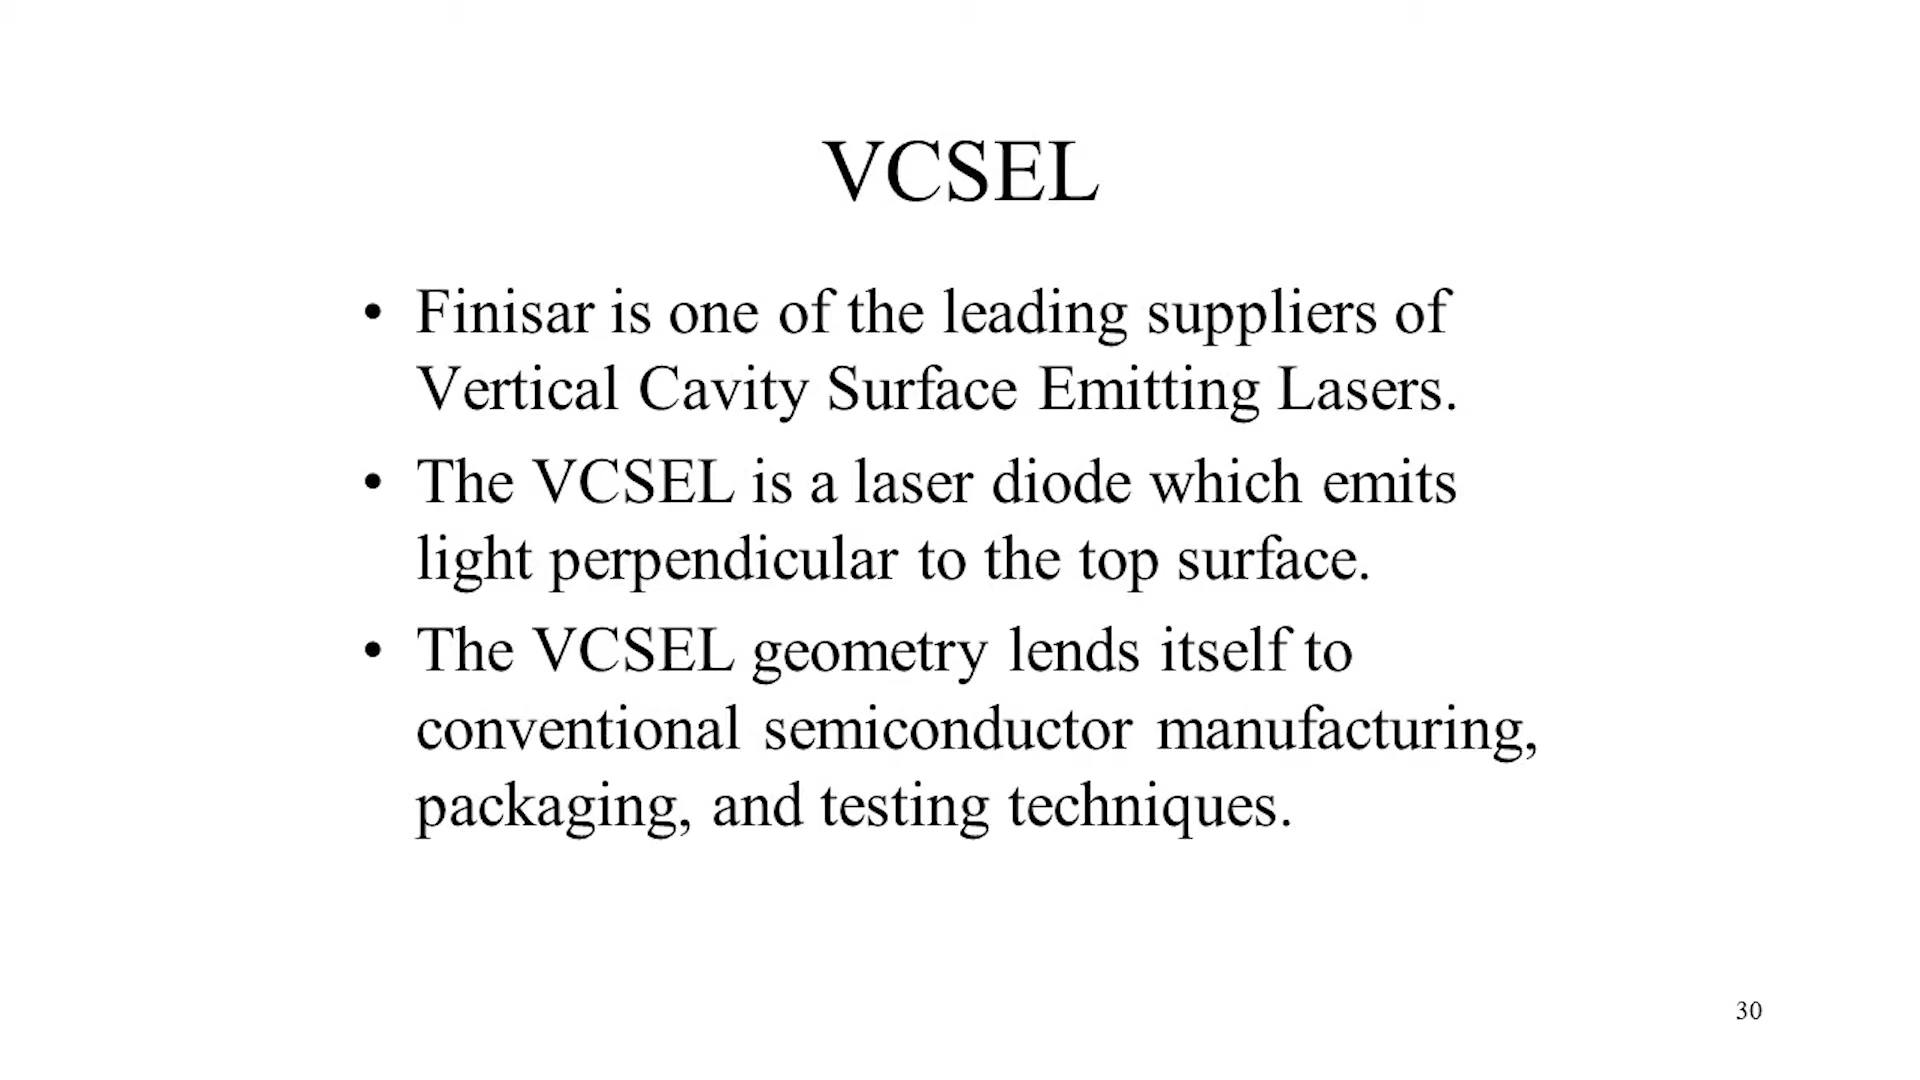 VCSEL
• Finisar is one of the leading suppliers of
Vertical Cavity Surface Emitting Lasers.
• The VCSEL is a laser diode which emits
light perpendicular to the top surface.
• The VCSEL geometry lends itself to
conventional semiconductor manufacturing,
packaging, and testing techniques.
30